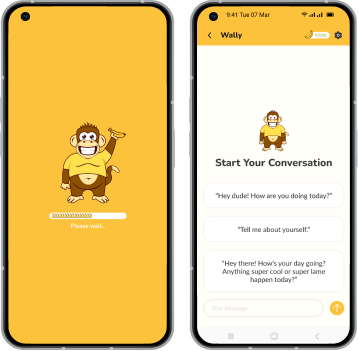 Please wait..
9:41 Tue 07 Mar
Wally
Start Your Conversation
"Hey dude! How are you doing today?"
"Tell me about yourself."
"Hey there! How's your day going?
Anything super cool or super lame
happen today?"
Text Message